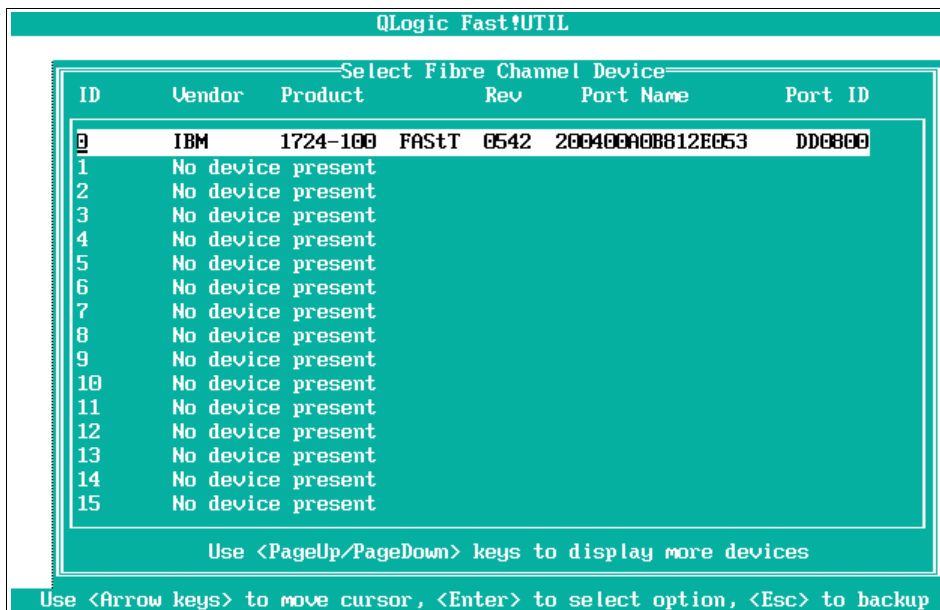 QLogic Fast!UTIL
Select Fibre Channel Device
ID Vendor Product Rev Port Name Port ID
0 IBM 1724-100 FAStT 0542 200400A0B812E053 DD0800
1 No device present
2 No device present
3 No device present
4 No device present
5 No device present
6 No device present
7 No device present
8 No device present
9 No device present
10 No device present
11 No device present
12 No device present
13 No device present
14 No device present
15 No device present
Use <PageUp/PageDown> keys to display more devices
Use <Arrow keys> to move cursor, <Enter> to select option, <Esc> to backup